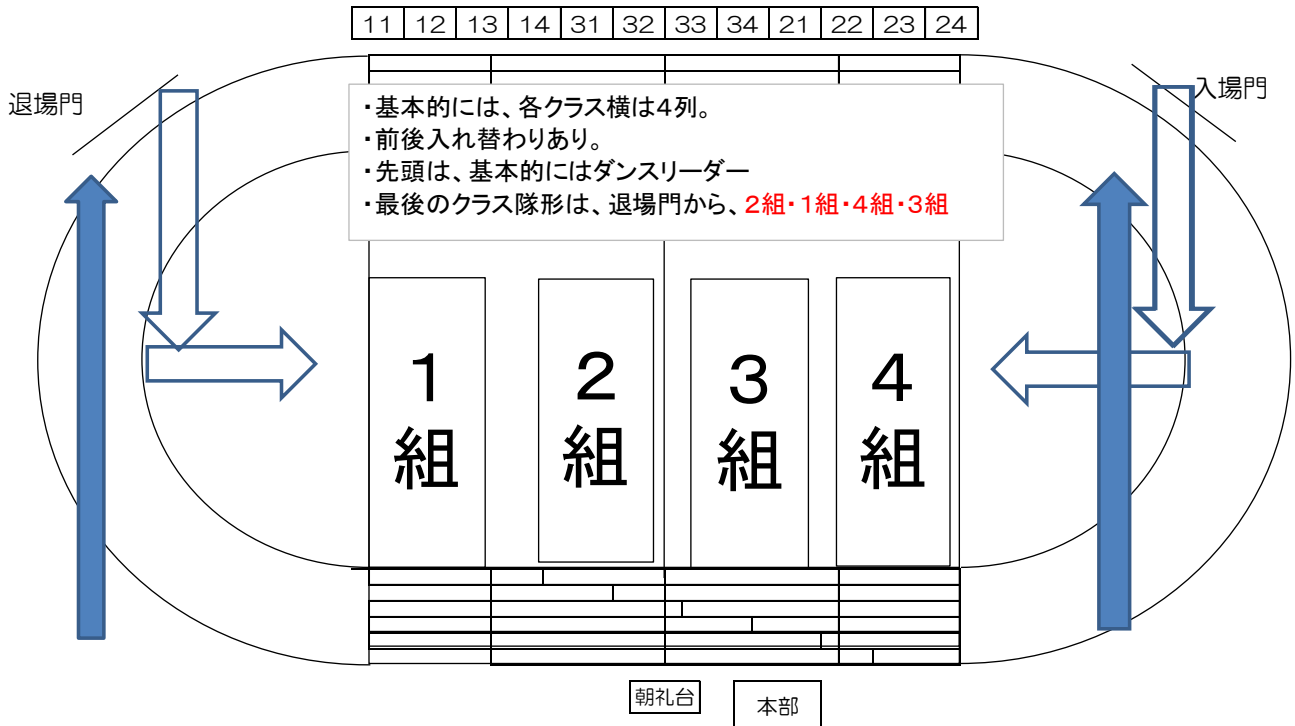 11 12 13 14 31 32 33 34 21 22 23 24
退場門
入場門
・基本的には、各クラス横は４列。
・前後入れ替わりあり。
・先頭は、基本的にはダンスリーダー
・最後のクラス隊形は、退場門から、２組・１組・４組・３組
１組
２組
３組
４組
朝礼台
本部